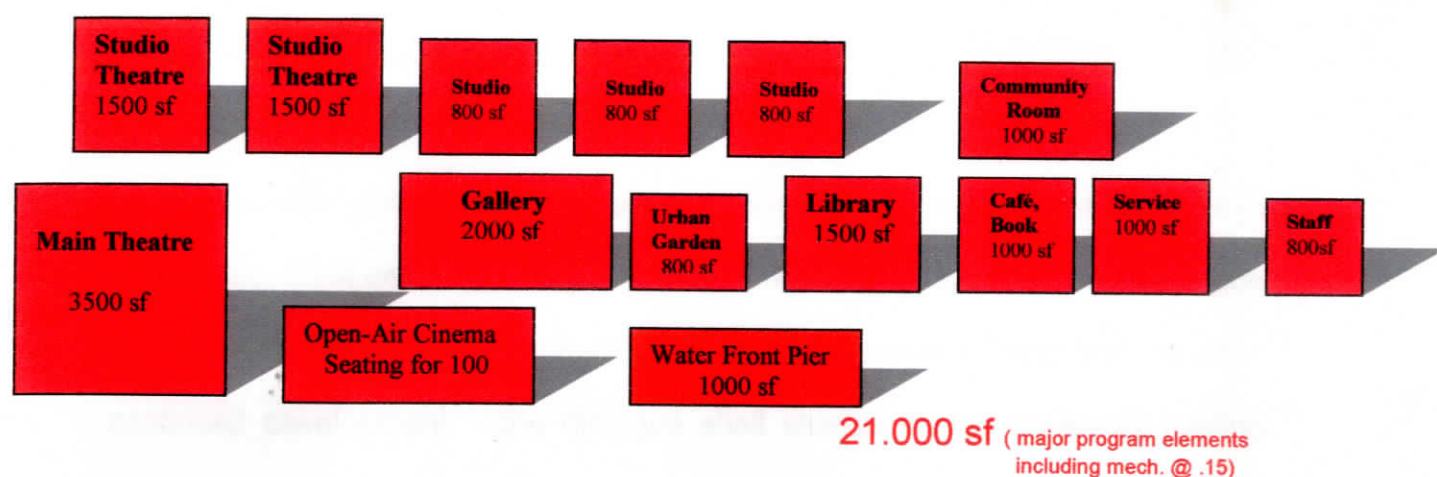 Studio
Theatre
1500 sf
Studio
Theatre
1500 sf
Studio
800 sf
Studio
800 sf
Studio
800 sf
Community
Room
1000 sf
Main Theatre
3500 sf
Gallery
2000 sf
Urban
Garden
800 sf
Library
1500 sf
Café,
Book
1000 sf
Service
1000 sf
Staff
800sf
Open-Air Cinema
Seating for 100
Water Front Pier
1000 sf
21.000 sf ( major program elements
including mech. @ .15)